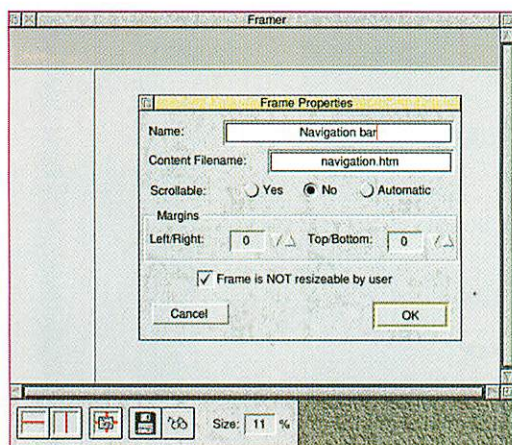 Framer
Frame Properties
Name: Navigation bar
Content Filename: navigation.htm
Scrollable: Yes No Automatic
Margins
Left/Right: 0 Top/Bottom: 0
Frame is NOT resizeable by user
Cancel OK
Size: 11 %